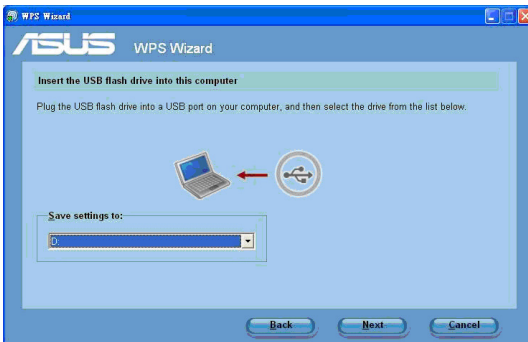 WPS Wizard
ASUS WPS Wizard
Insert the USB flash drive into this computer
Plug the USB flash drive into a USB port on your computer, and then select the drive from the list below.
Save settings to:
D:
Back Next Cancel